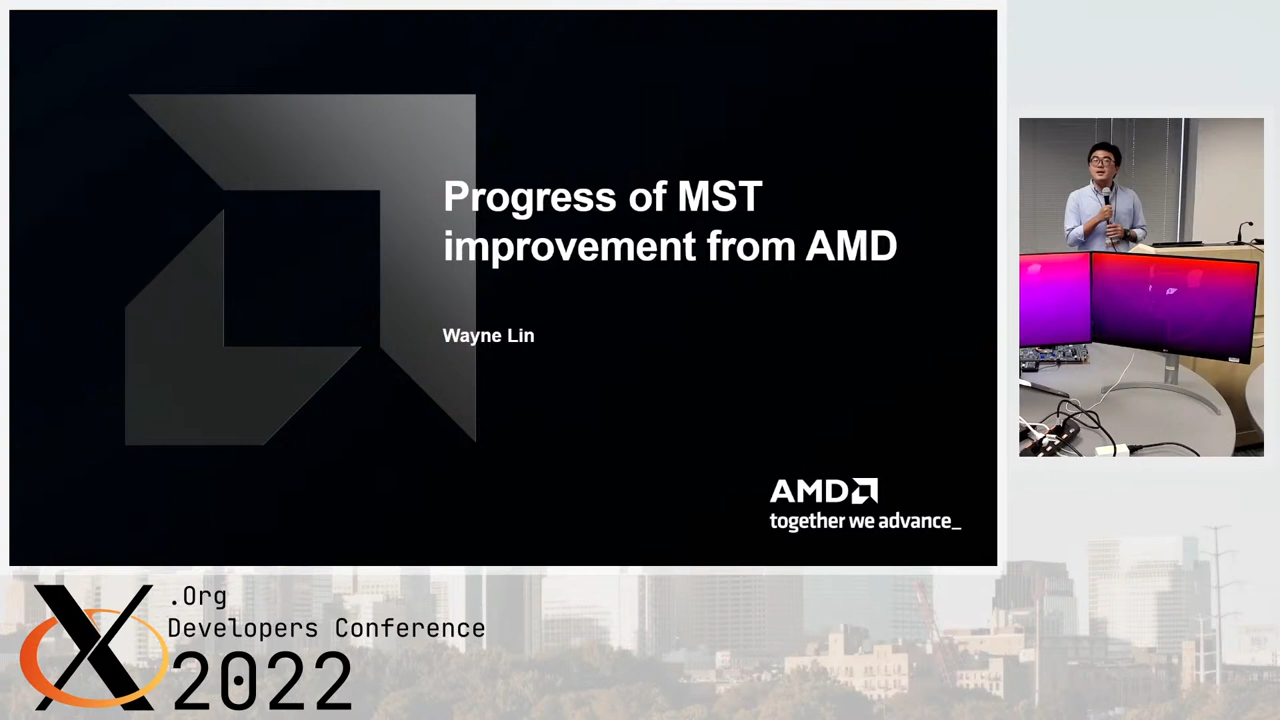 Progress of MST
improvement from AMD
Wayne Lin
AMD
together we advance_
.Org
Developers Conference
2022